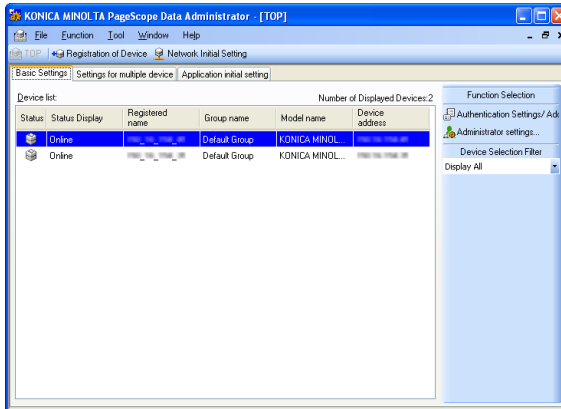 KONICA MINOLTA PageScope Data Administrator - [TOP]
File Function Tool Window Help
TOP Registration of Device Network Initial Setting
Basic Settings Settings for multiple device Application initial setting
Device list: Number of Displayed Devices:2
Status Status Display Registered name Group name Model name Device address
Online Default Group KONICA MINOL...
Online Default Group KONICA MINOL...
Function Selection
Authentication Settings/Add
Administrator settings...
Device Selection Filter
Display All